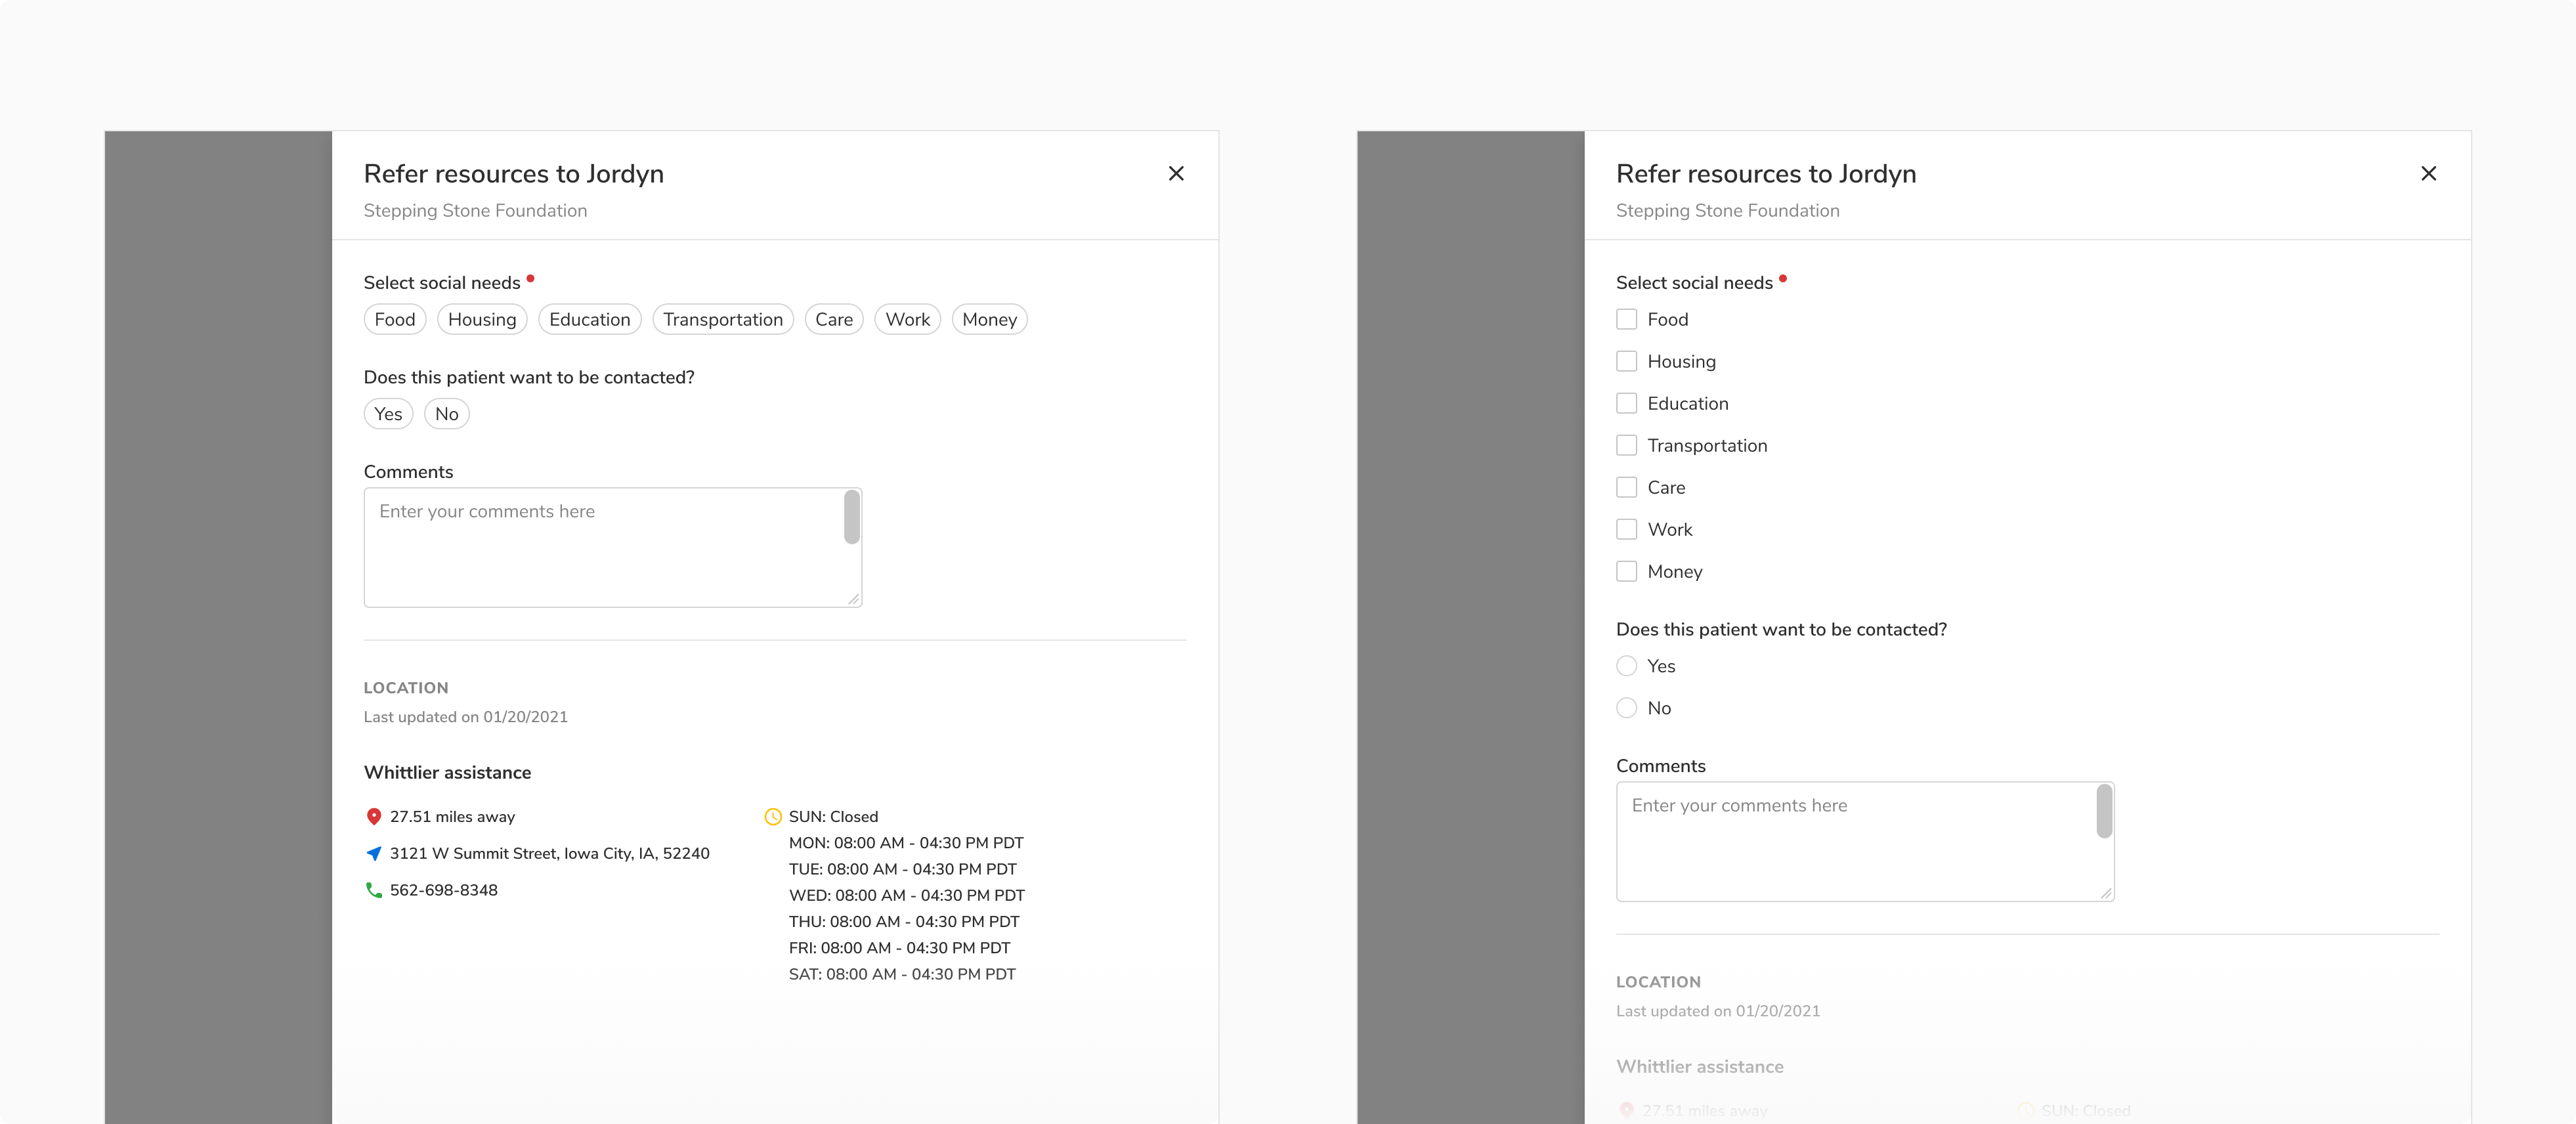 Refer resources to Jordyn
Stepping Stone Foundation
Select social needs
Food Housing Education Transportation Care Work Money
Does this patient want to be contacted?
Yes No
Comments
Enter your comments here
LOCATION
Last updated on 01/20/2021
Whittlier assistance
27.51 miles away
3121 W Summit Street, Iowa City, IA, 52240
562-698-8348
SUN: Closed
MON: 08:00 AM - 04:30 PM PDT
TUE: 08:00 AM - 04:30 PM PDT
WED: 08:00 AM - 04:30 PM PDT
THU: 08:00 AM - 04:30 PM PDT
FRI: 08:00 AM - 04:30 PM PDT
SAT: 08:00 AM - 04:30 PM PDT
Refer resources to Jordyn
Stepping Stone Foundation
Select social needs
Food
Housing
Education
Transportation
Care
Work
Money
Does this patient want to be contacted?
Yes
No
Comments
Enter your comments here
LOCATION
Last updated on 01/20/2021
Whittlier assistance
27.51 miles away
SUN: Closed